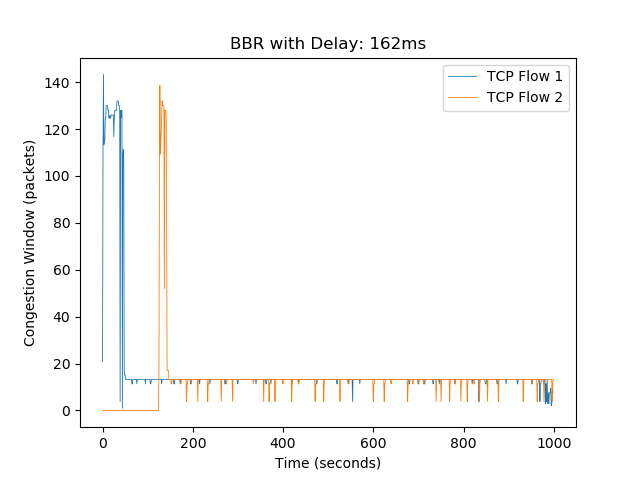 BBR with Delay: 162ms
TCP Flow 1
TCP Flow 2
140
120
100
80
60
40
20
0
Congestion Window (packets)
0 200 400 600 800 1000
Time (seconds)